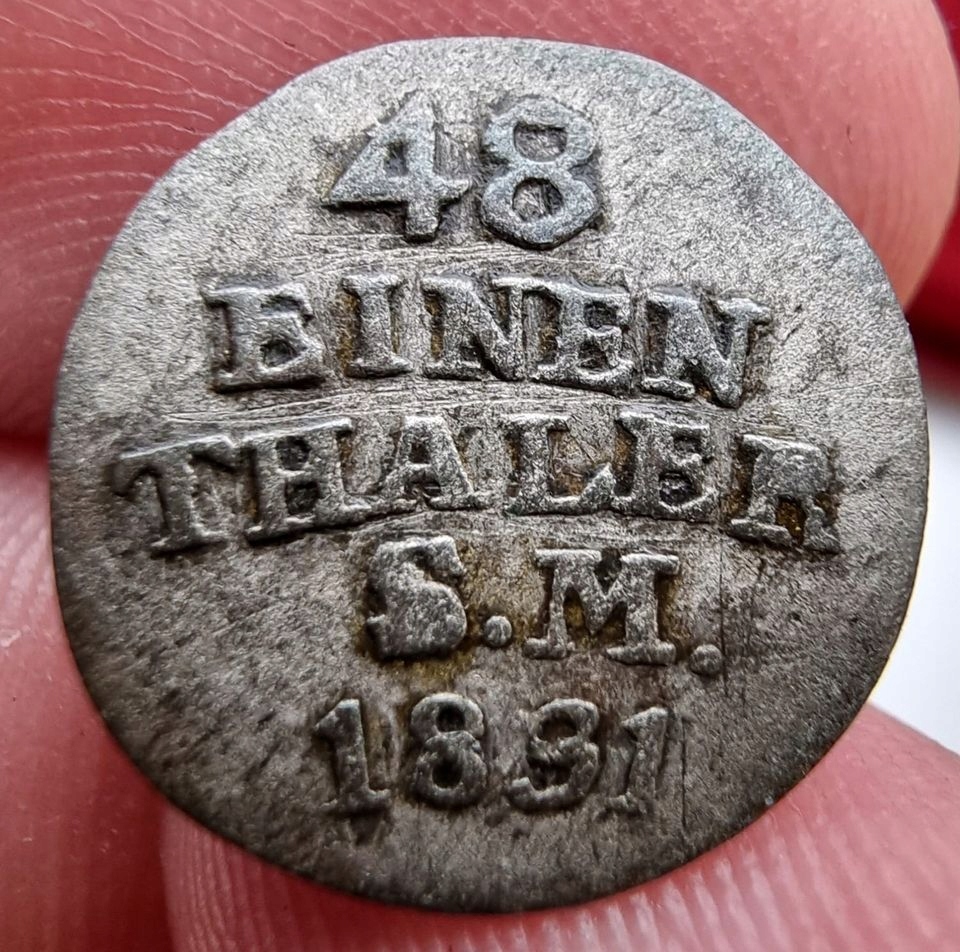 48
EINEN
THALER
S.M.
1831